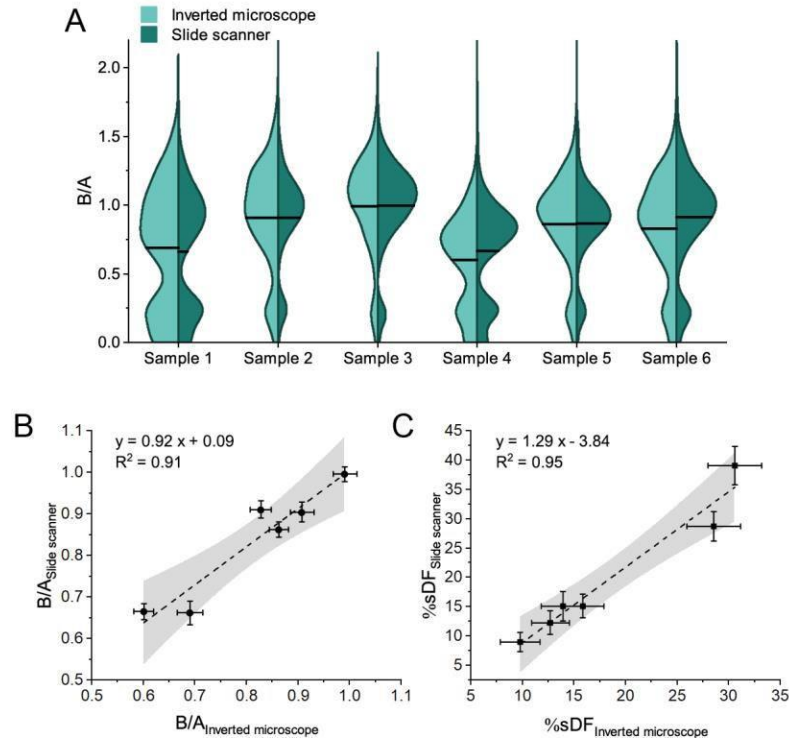 A
Inverted microscope
Slide scanner
B/A
2.0
1.5
1.0
0.5
0.0
Sample 1 Sample 2 Sample 3 Sample 4 Sample 5 Sample 6
B
y = 0.92 x + 0.09
R² = 0.91
B/A Slide scanner
1.1
1.0
0.9
0.8
0.7
0.6
0.5
0.5 0.6 0.7 0.8 0.9 1.0 1.1
B/A Inverted microscope
C
y = 1.29 x - 3.84
R² = 0.95
%sDF Slide scanner
45
40
35
30
25
20
15
10
5
5 10 15 20 25 30 35
%sDF Inverted microscope